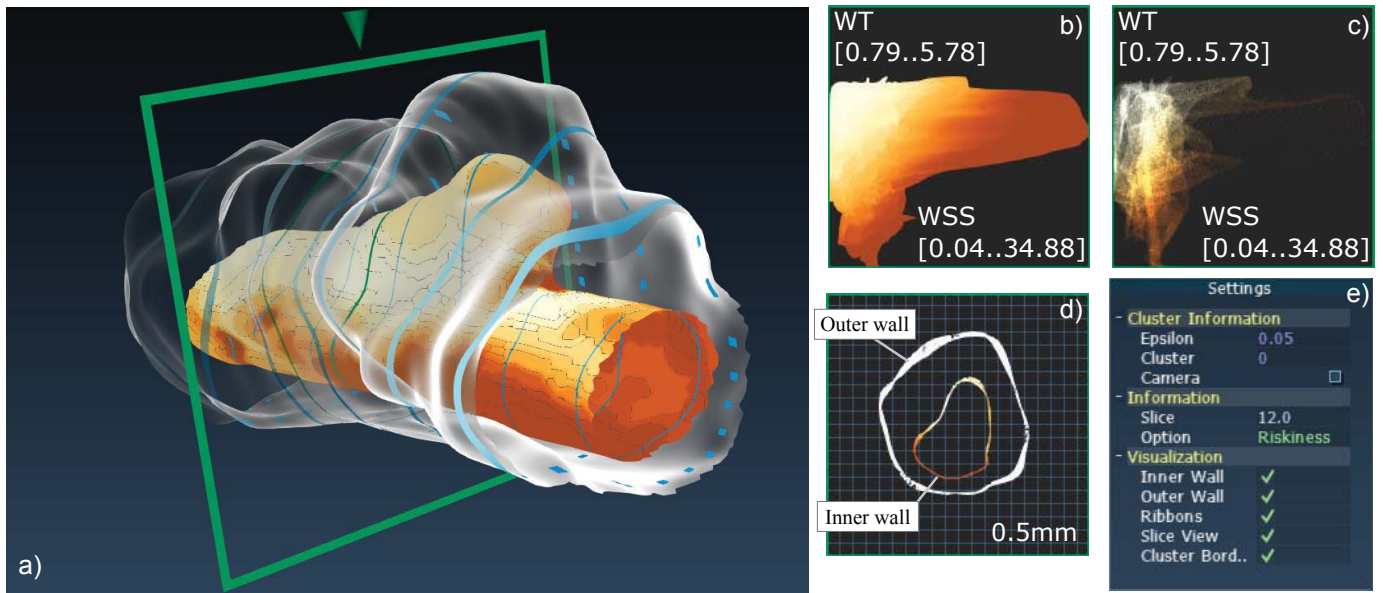 a)
WT
b)
[0.79..5.78]
WSS
[0.04..34.88]
WT
c)
[0.79..5.78]
WSS
[0.04..34.88]
d)
Outer wall
Inner wall
0.5mm
Settings
e)
- Cluster Information
Epsilon 0.05
Cluster 0
Camera
- Information
Slice 12.0
Option Riskiness
- Visualization
Inner Wall ✓
Outer Wall ✓
Ribbons ✓
Slice View ✓
Cluster Bord.. ✓